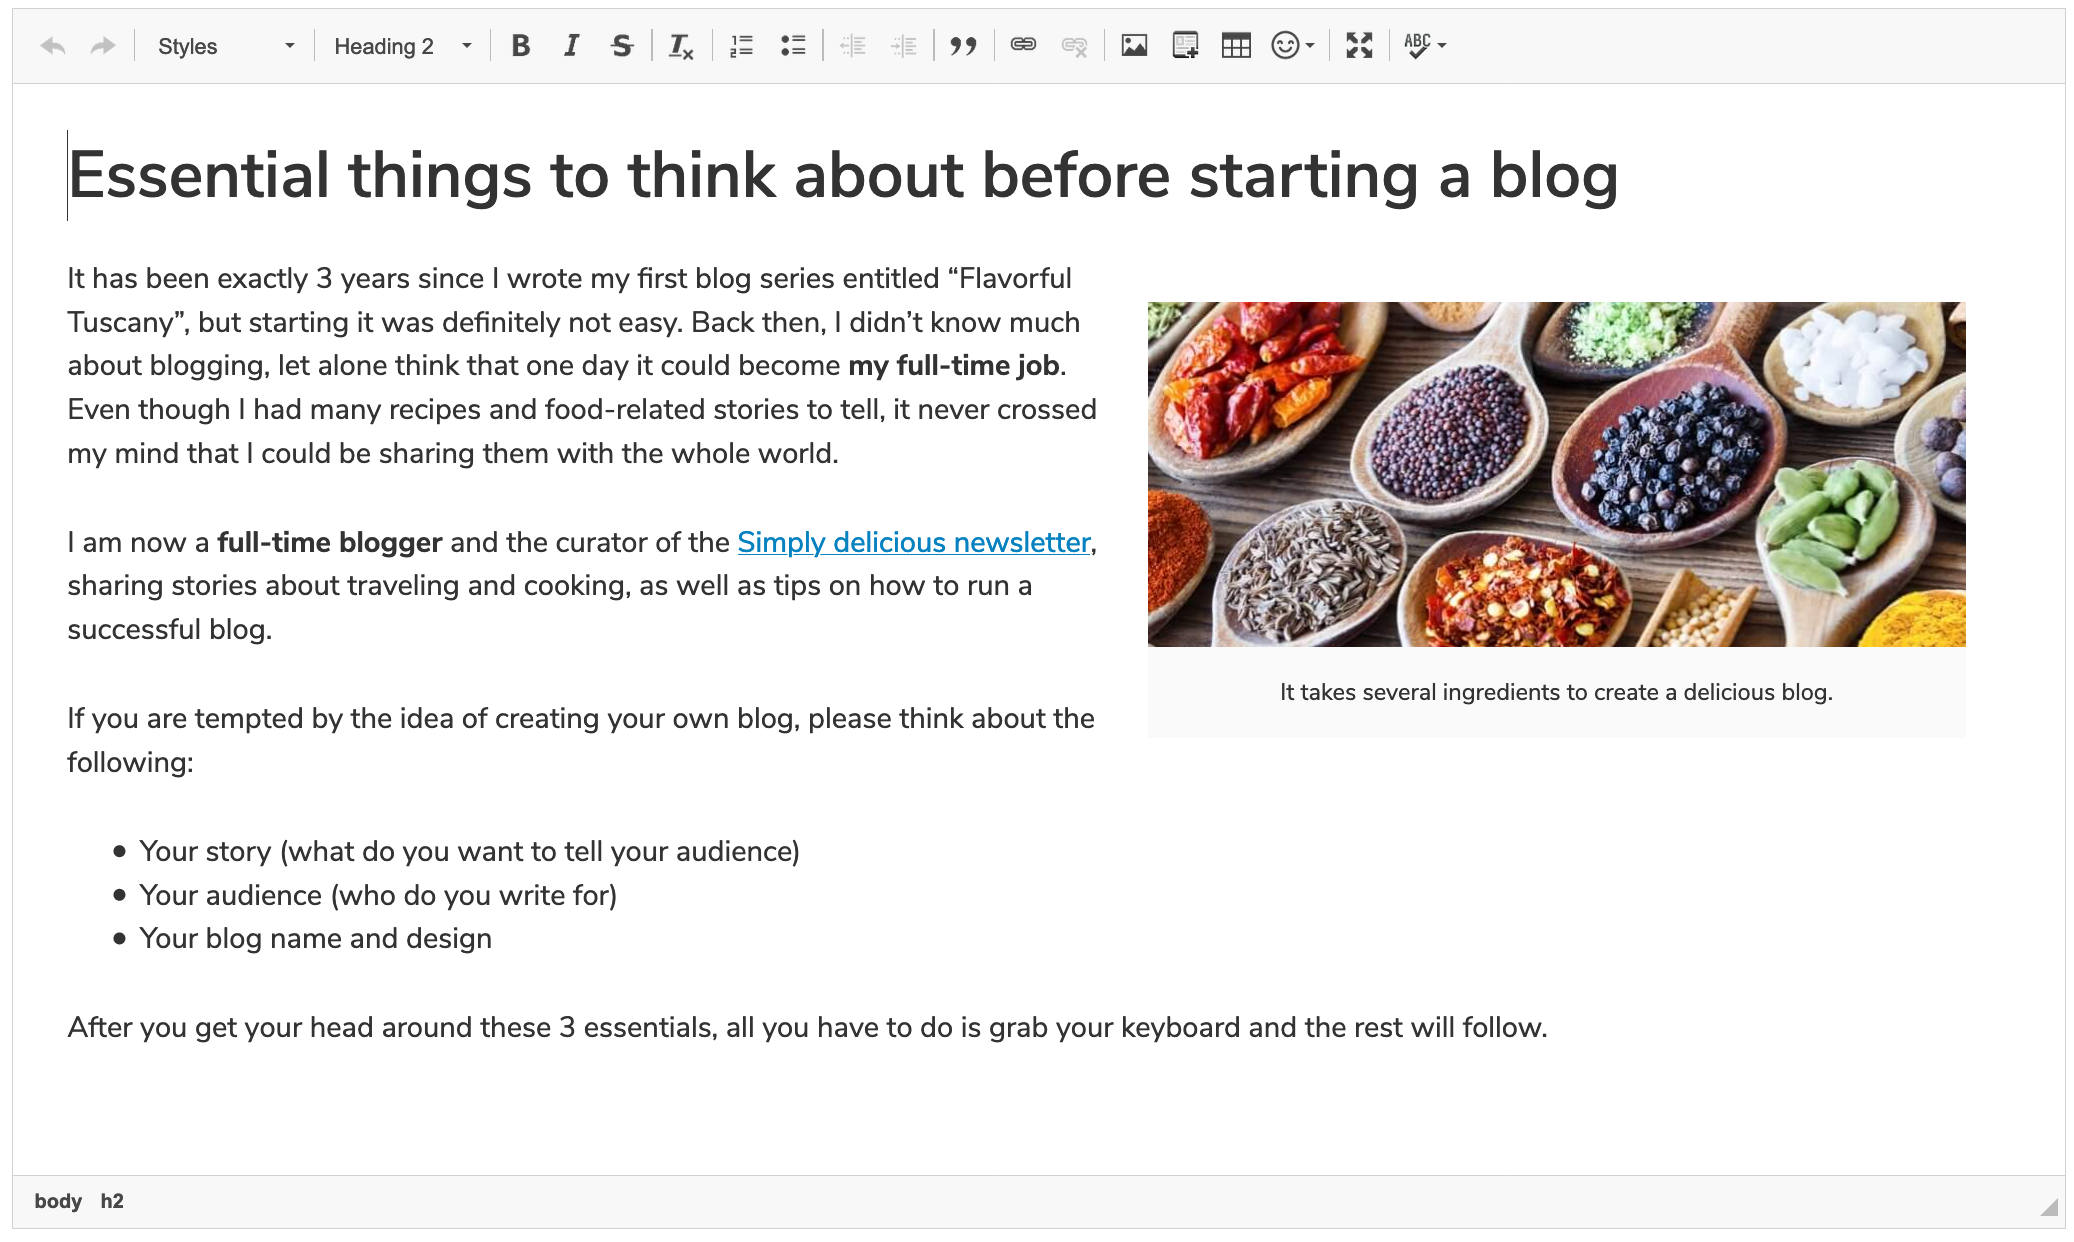 Styles Heading 2 B I S Tx ABC
Essential things to think about before starting a blog
It has been exactly 3 years since I wrote my first blog series entitled “Flavorful
Tuscany”, but starting it was definitely not easy. Back then, I didn’t know much
about blogging, let alone think that one day it could become my full-time job.
Even though I had many recipes and food-related stories to tell, it never crossed
my mind that I could be sharing them with the whole world.
I am now a full-time blogger and the curator of the Simply delicious newsletter,
sharing stories about traveling and cooking, as well as tips on how to run a
successful blog.
If you are tempted by the idea of creating your own blog, please think about the
following:
It takes several ingredients to create a delicious blog.
• Your story (what do you want to tell your audience)
• Your audience (who do you write for)
• Your blog name and design
After you get your head around these 3 essentials, all you have to do is grab your keyboard and the rest will follow.
body h2